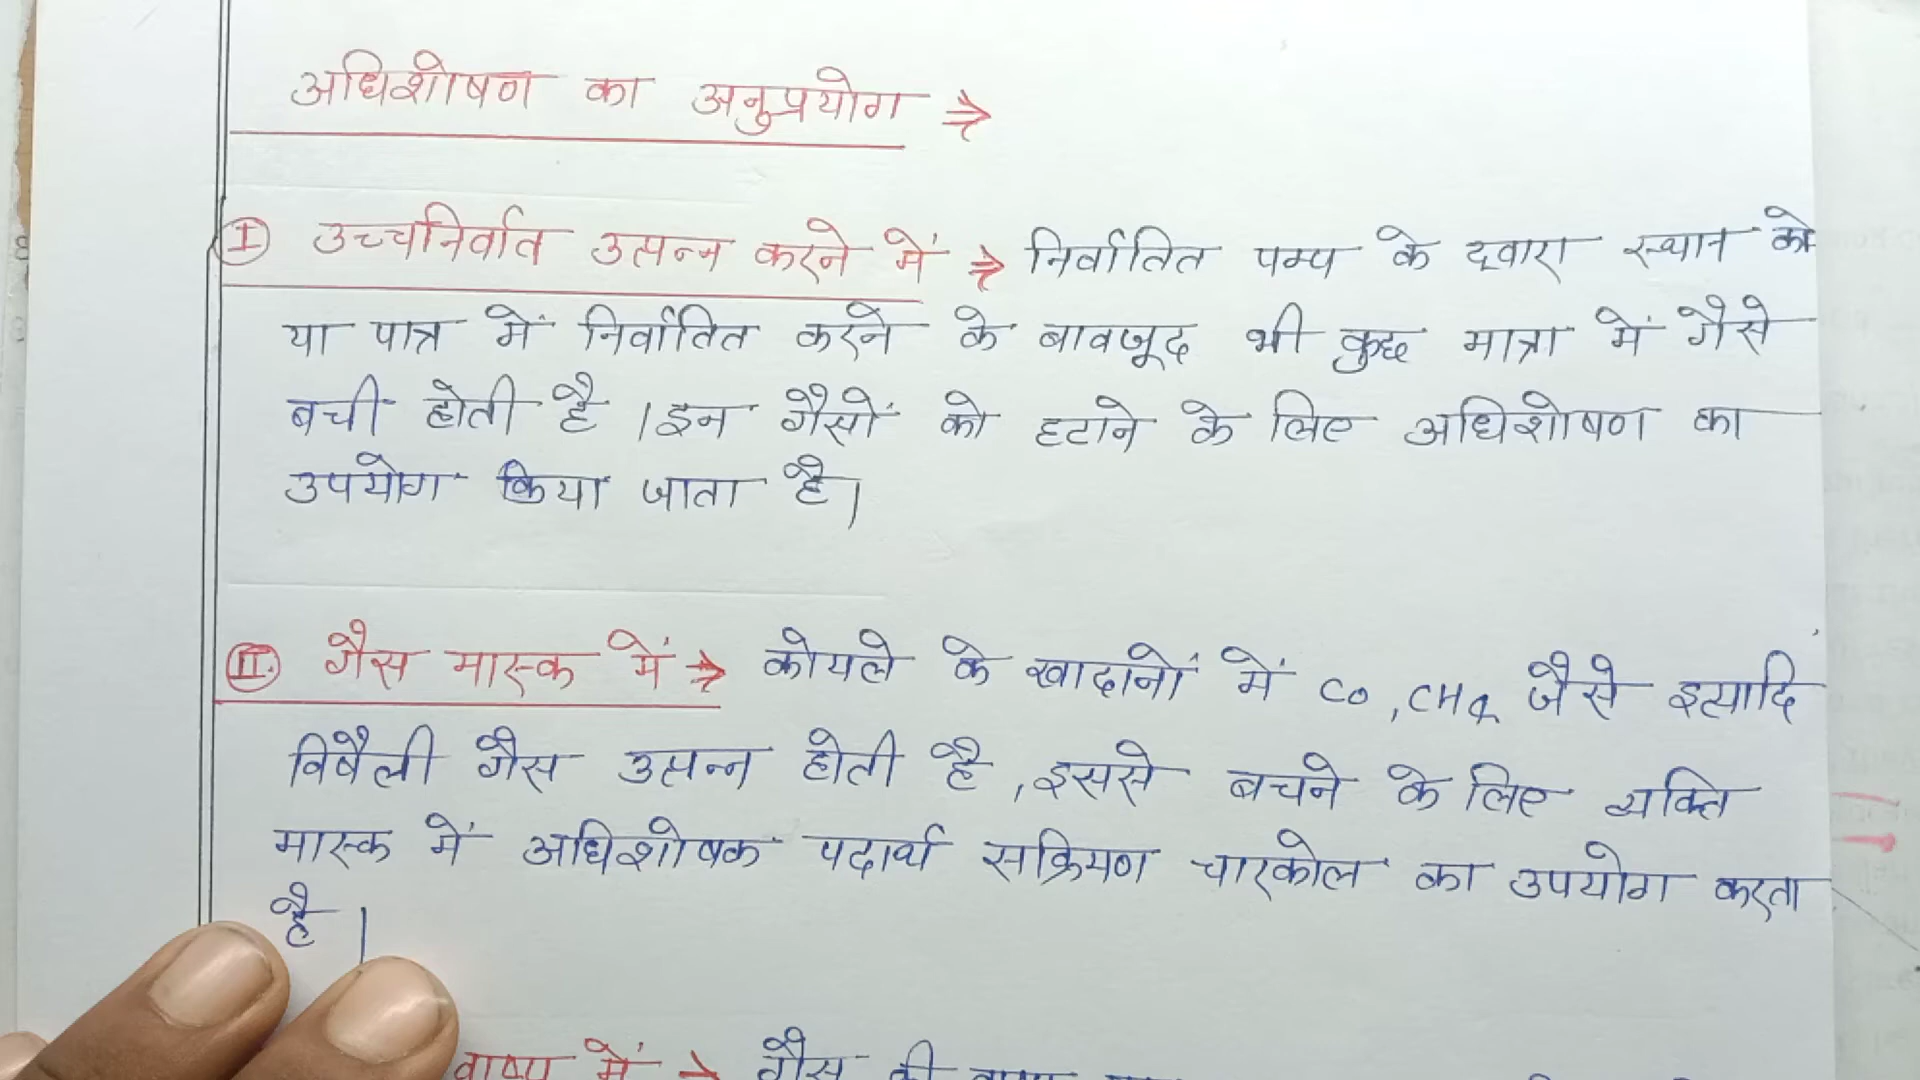 अधिशोषण का अनुप्रयोग ⇒
I उच्चनिर्वात उत्पन्न करने में ⇒ निर्वातित पम्प के द्वारा स्थान को
या पात्र में निर्वातित करने के बावजूद भी कुछ मात्रा में गैसे
बची होती है । इन गैसों को हटाने के लिए अधिशोषण का
उपयोग किया जाता है।
II. गैस मास्क में ⇒ कोयले के खादानों में CO, CH4 जैसे इत्यादि
विषैली गैस उत्पन्न होती है, इससे बचने के लिए व्यक्ति
मास्क में अधिशोषक पदार्थ सक्रियण चारकोल का उपयोग करता
है।
वाष्प में → गैस की